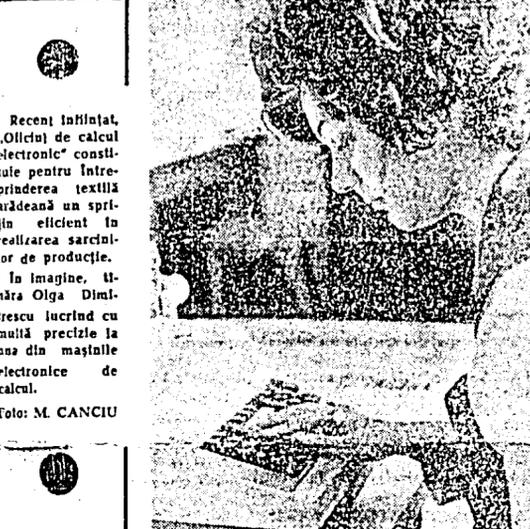 Recent înființat,
„Oficiul de calcul
electronic" consti-
tuie pentru între-
prinderea textilă
arădeană un spri-
jin eficient în
realizarea sarcini-
lor de producție.
În imagine, ti-
năra Olga Dimi-
trescu lucrînd cu
multă precizie la
una din mașinile
electronice de
calcul.
Foto: M. CANCIU